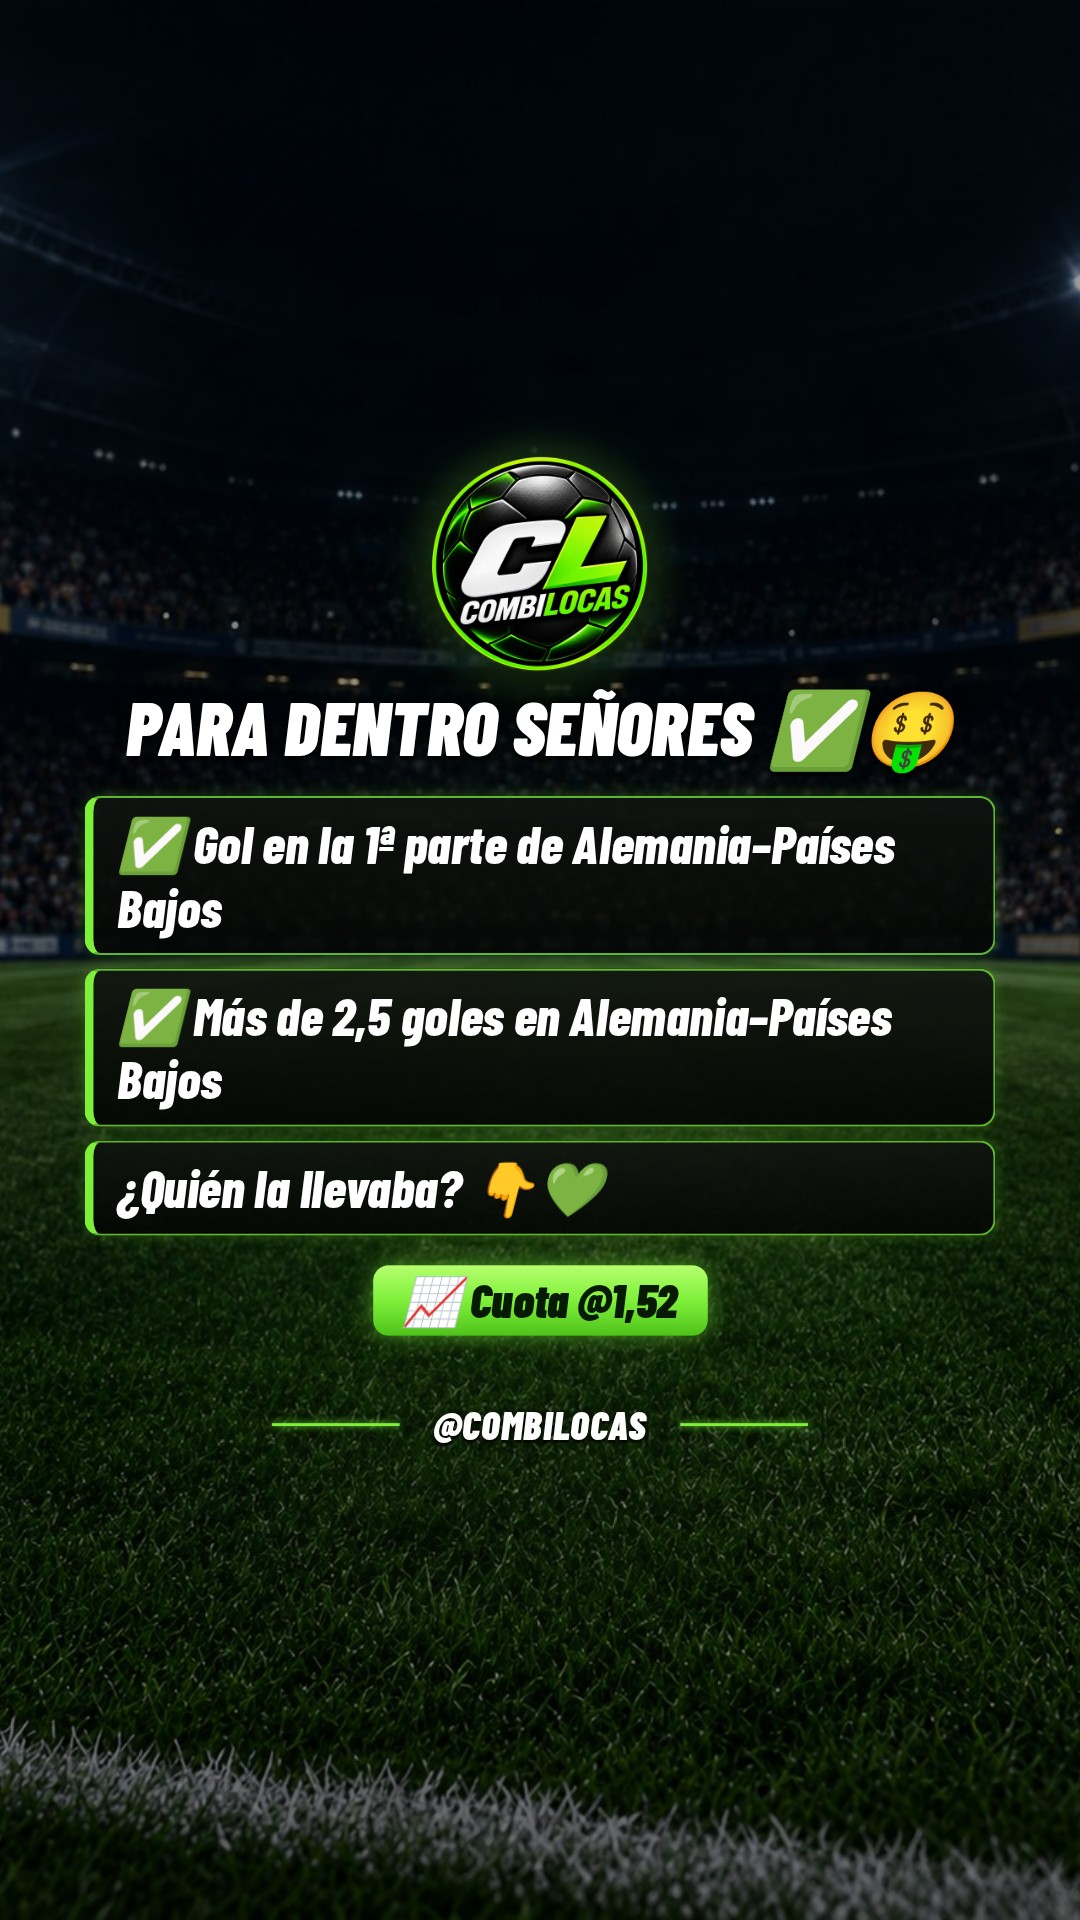 CL
COMBILOCAS
PARA DENTRO SEÑORES ✅🤑
✅ Gol en la 1ª parte de Alemania-Países
Bajos
✅ Más de 2,5 goles en Alemania-Países
Bajos
¿Quién la llevaba? 👇💚
📈 Cuota @1,52
@COMBILOCAS